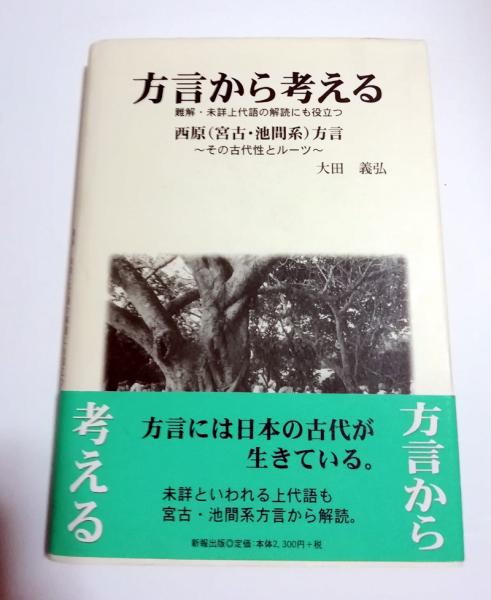 方言から考える
難解・未詳上代語の解読にも役立つ
西原(宮古・池間系)方言
～その古代性とルーツ～
大田 義弘
方言から
考える
方言には日本の古代が
生きている。
未詳といわれる上代語も
宮古・池間系方言から解読。
新報出版◎定価:本体2,300円+税